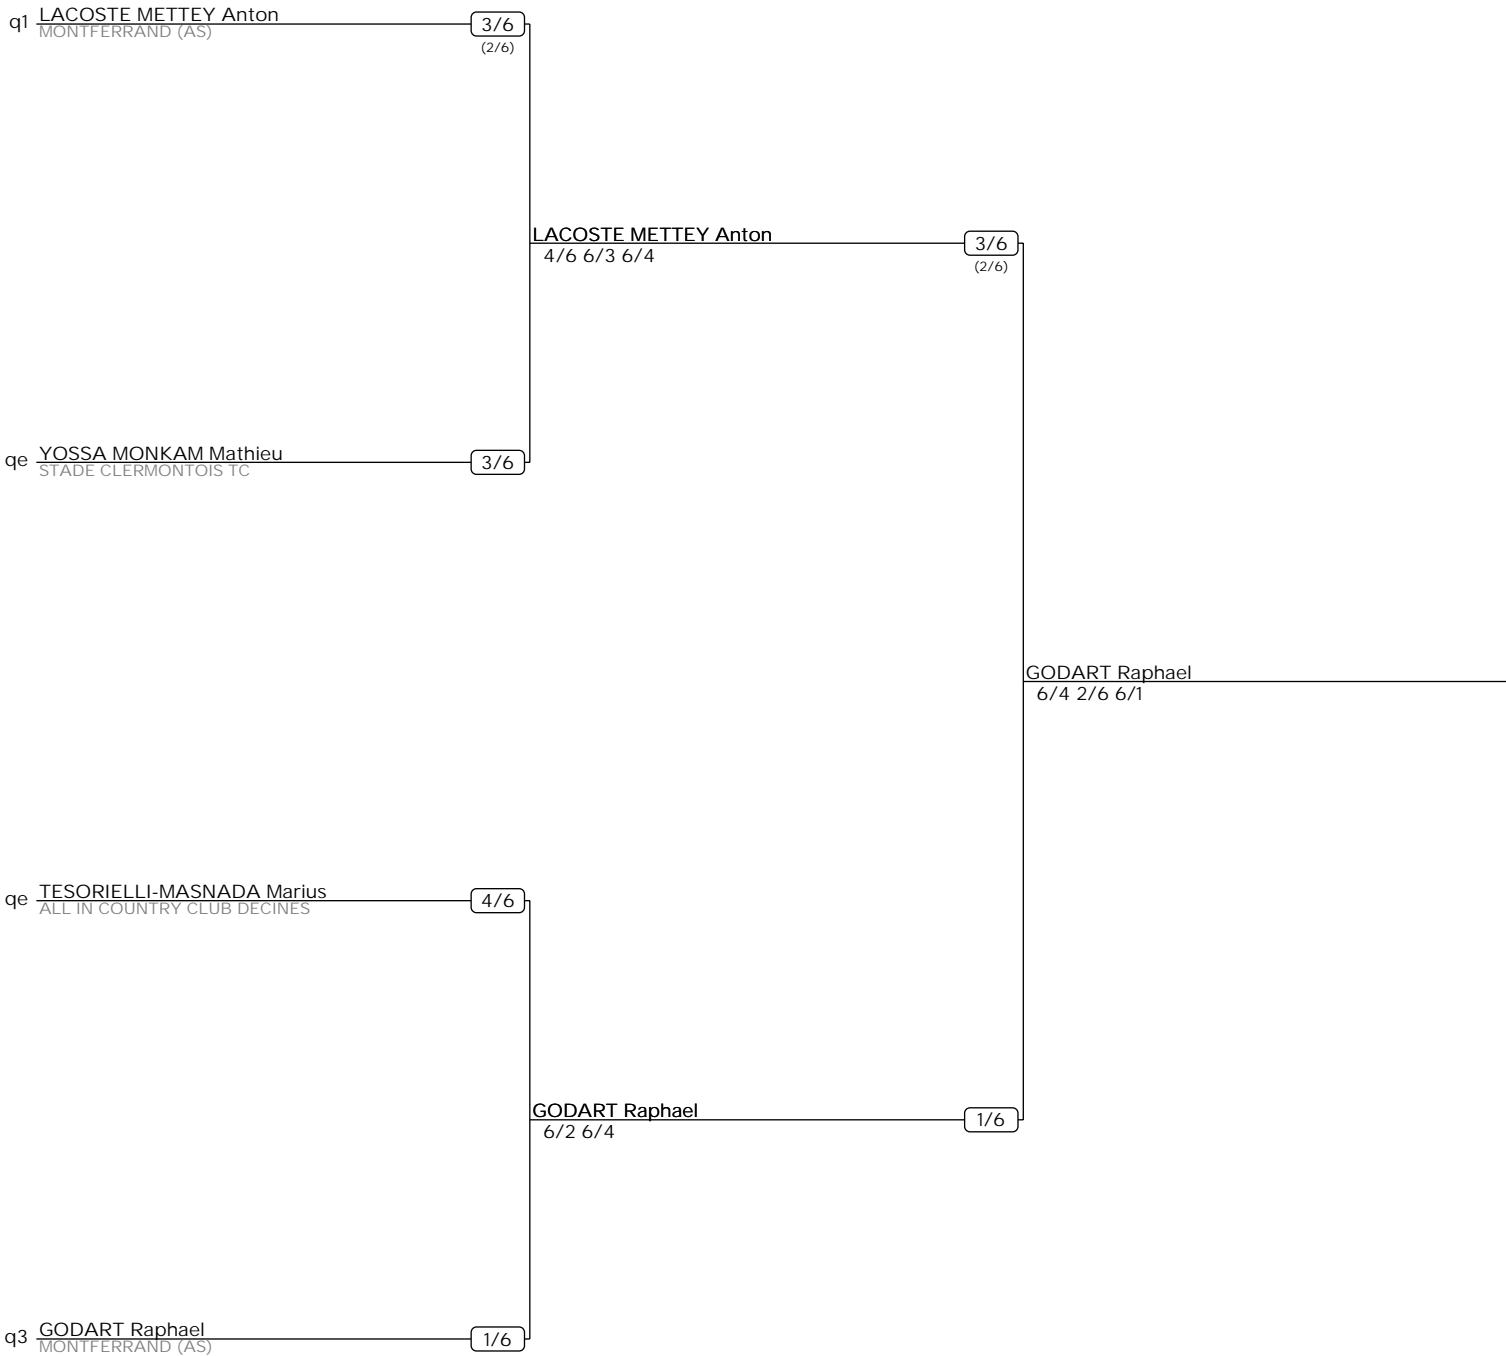 q1 LACOSTE METTEY Anton 3/6
MONTFERRAND (AS)
(2/6)
LACOSTE METTEY Anton 3/6
4/6 6/3 6/4
(2/6)
qe YOSSA MONKAM Mathieu 3/6
STADE CLERMONTOIS TC
GODART Raphael
6/4 2/6 6/1
qe TESORIELLI-MASNADA Marius 4/6
ALL IN COUNTRY CLUB DECINES
GODART Raphael 1/6
6/2 6/4
q3 GODART Raphael 1/6
MONTFERRAND (AS)